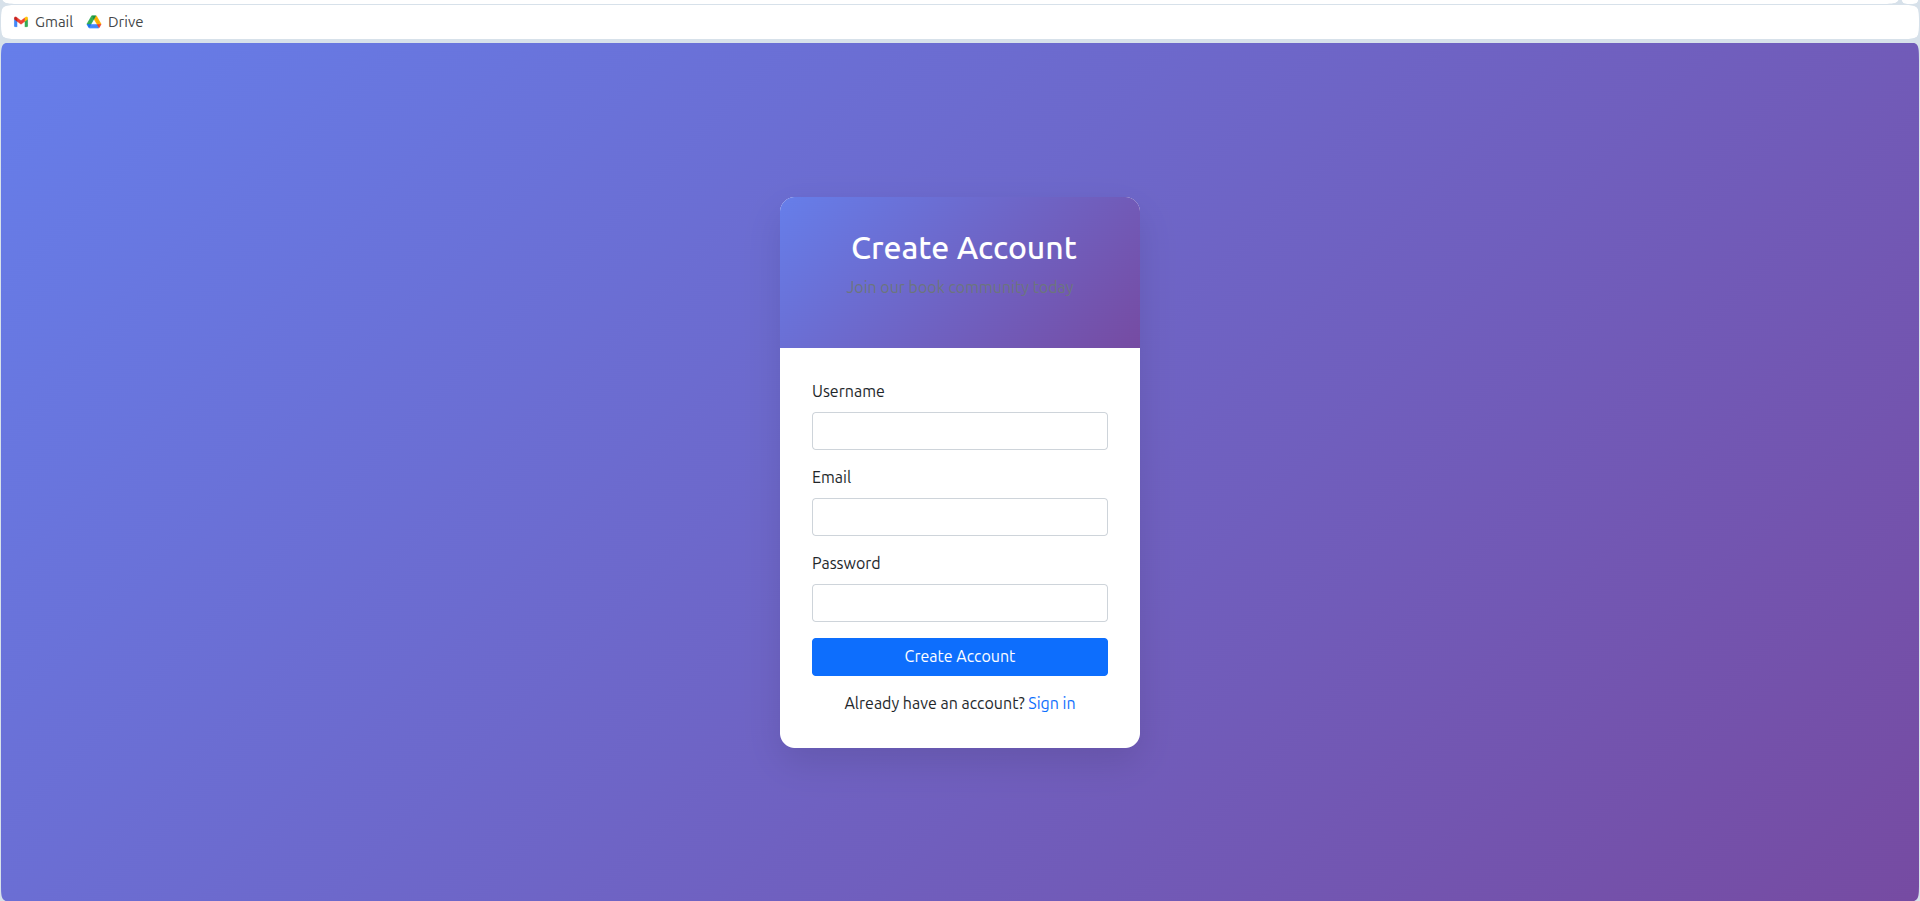 Gmail Drive
Create Account
Join our book community today
Username
Email
Password
Create Account
Already have an account? Sign in